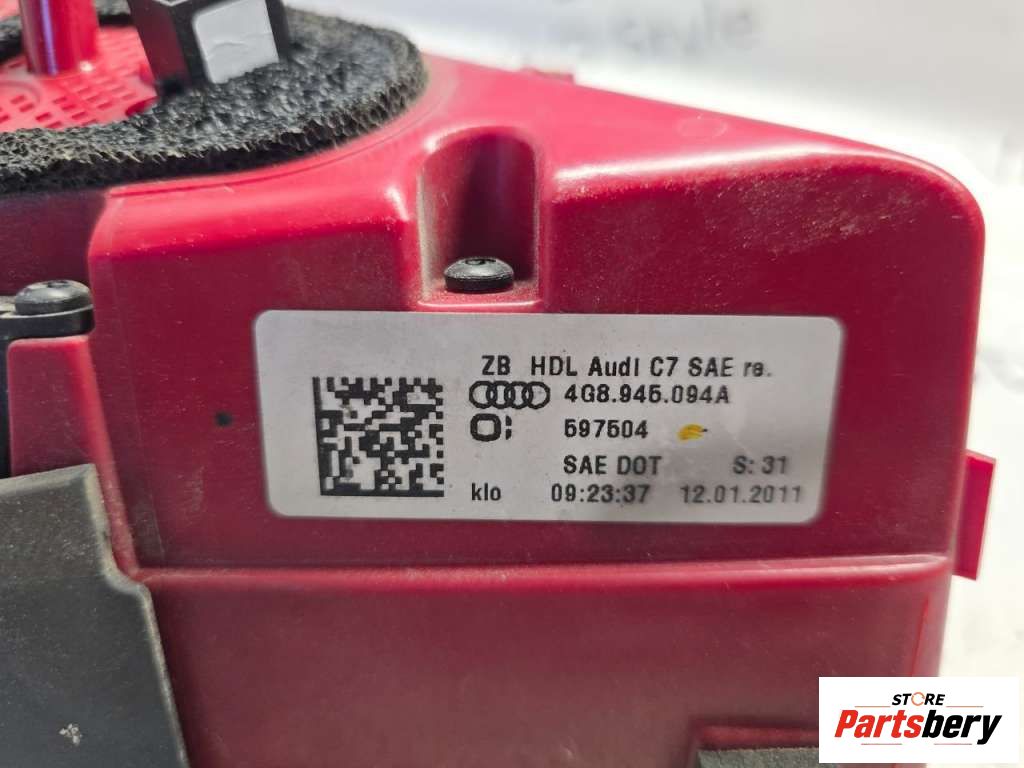 ZB HDL Audi C7 SAE re.
4G8.945.094A
597504
SAE DOT S: 31
klo 09:23:37 12.01.2011
STORE
Partsbery